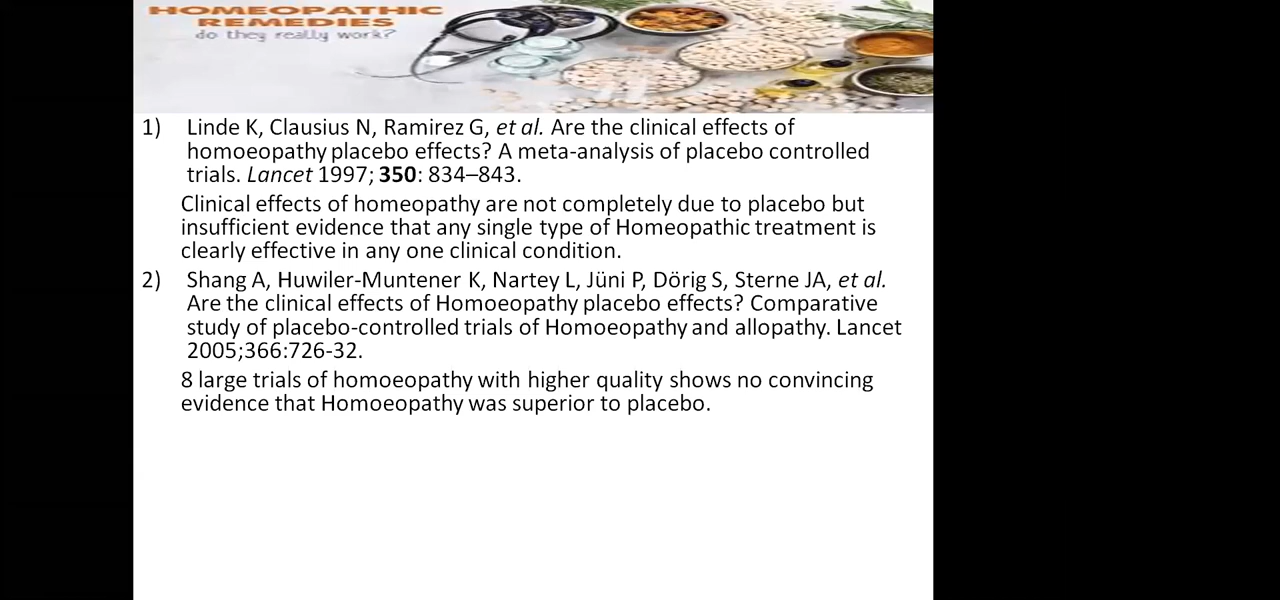 HOMEOPATHIC
REMEDIES
do they really work?
1) Linde K, Clausius N, Ramirez G, et al. Are the clinical effects of
homoeopathy placebo effects? A meta-analysis of placebo controlled
trials. Lancet 1997; 350: 834–843.
Clinical effects of homeopathy are not completely due to placebo but
insufficient evidence that any single type of Homeopathic treatment is
clearly effective in any one clinical condition.
2) Shang A, Huwiler-Muntener K, Nartey L, Jüni P, Dörig S, Sterne JA, et al.
Are the clinical effects of Homoeopathy placebo effects? Comparative
study of placebo-controlled trials of Homoeopathy and allopathy. Lancet
2005;366:726-32.
8 large trials of homoeopathy with higher quality shows no convincing
evidence that Homoeopathy was superior to placebo.